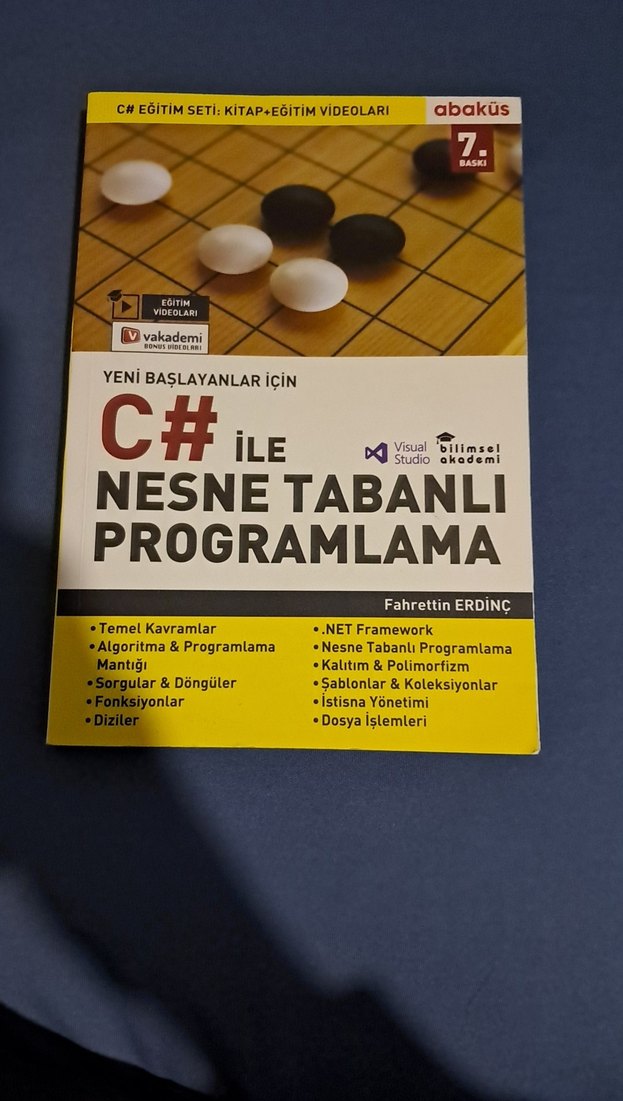 C# EĞİTİM SETİ: KİTAP+EĞİTİM VİDEOLARI
abaküs
7.
BASKI
EĞİTİM
VİDEOLARI
vakademi
BONUS VİDEOLARI
YENİ BAŞLAYANLAR İÇİN
C# İLE
Visual
Studio
bilimsel
akademi
NESNE TABANLI
PROGRAMLAMA
Fahrettin ERDİNÇ
• Temel Kavramlar
• Algoritma & Programlama
Mantığı
• Sorgular & Döngüler
• Fonksiyonlar
• Diziler
• .NET Framework
• Nesne Tabanlı Programlama
• Kalıtım & Polimorfizm
• Şablonlar & Koleksiyonlar
• İstisna Yönetimi
• Dosya İşlemleri